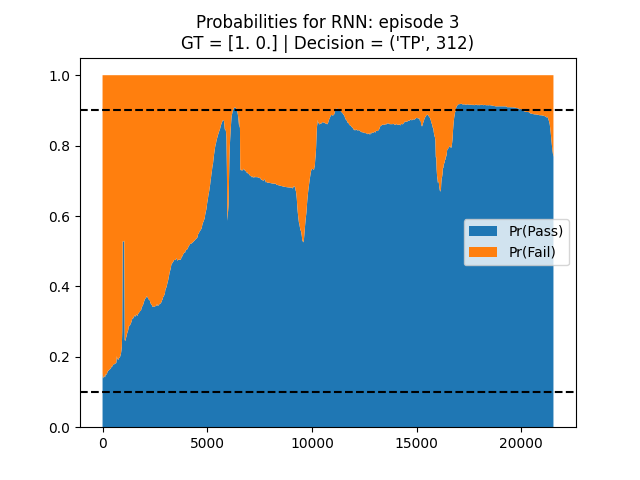 Probabilities for RNN: episode 3
GT = [1. 0.] | Decision = ('TP', 312)
1.0
0.8
0.6
0.4
0.2
0.0
Pr(Pass)
Pr(Fail)
0 5000 10000 15000 20000